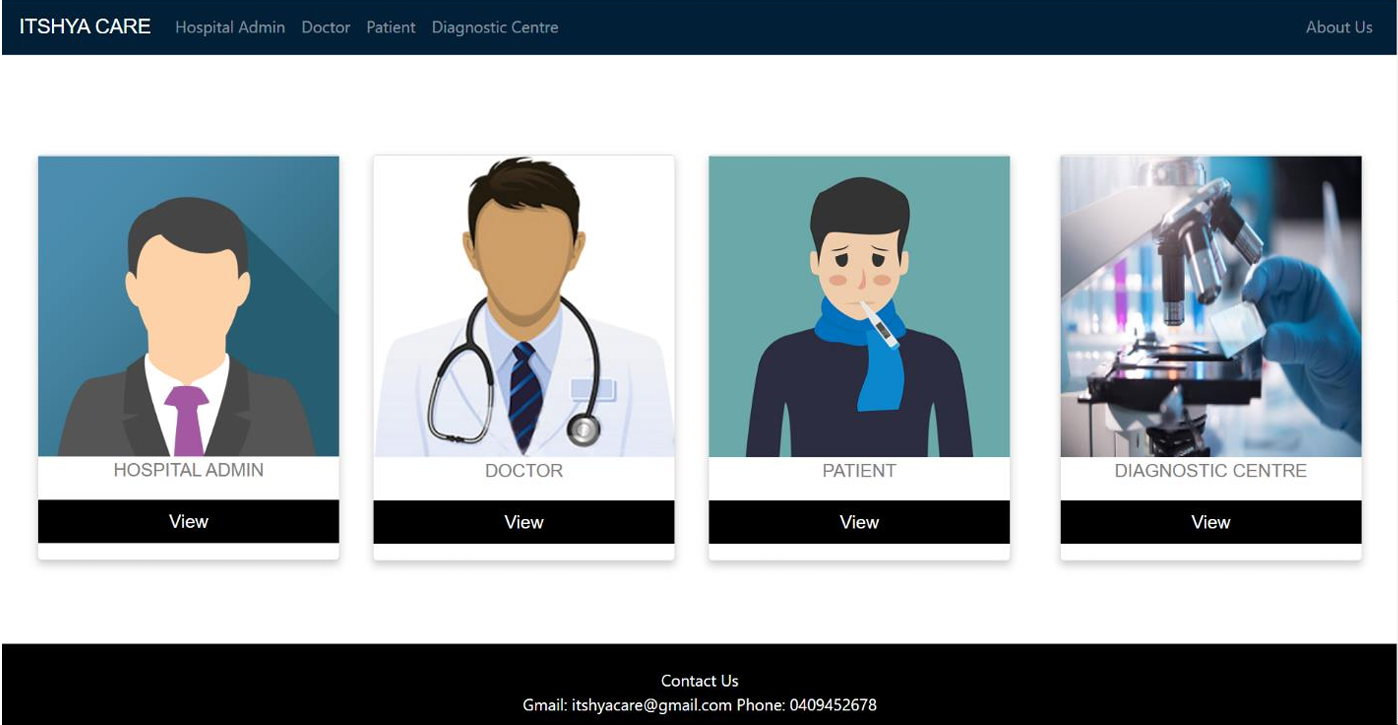 ITSHYA CARE Hospital Admin Doctor Patient Diagnostic Centre About Us
HOSPITAL ADMIN DOCTOR PATIENT DIAGNOSTIC CENTRE
View View View View
Contact Us
Gmail: itshyacare@gmail.com Phone: 0409452678